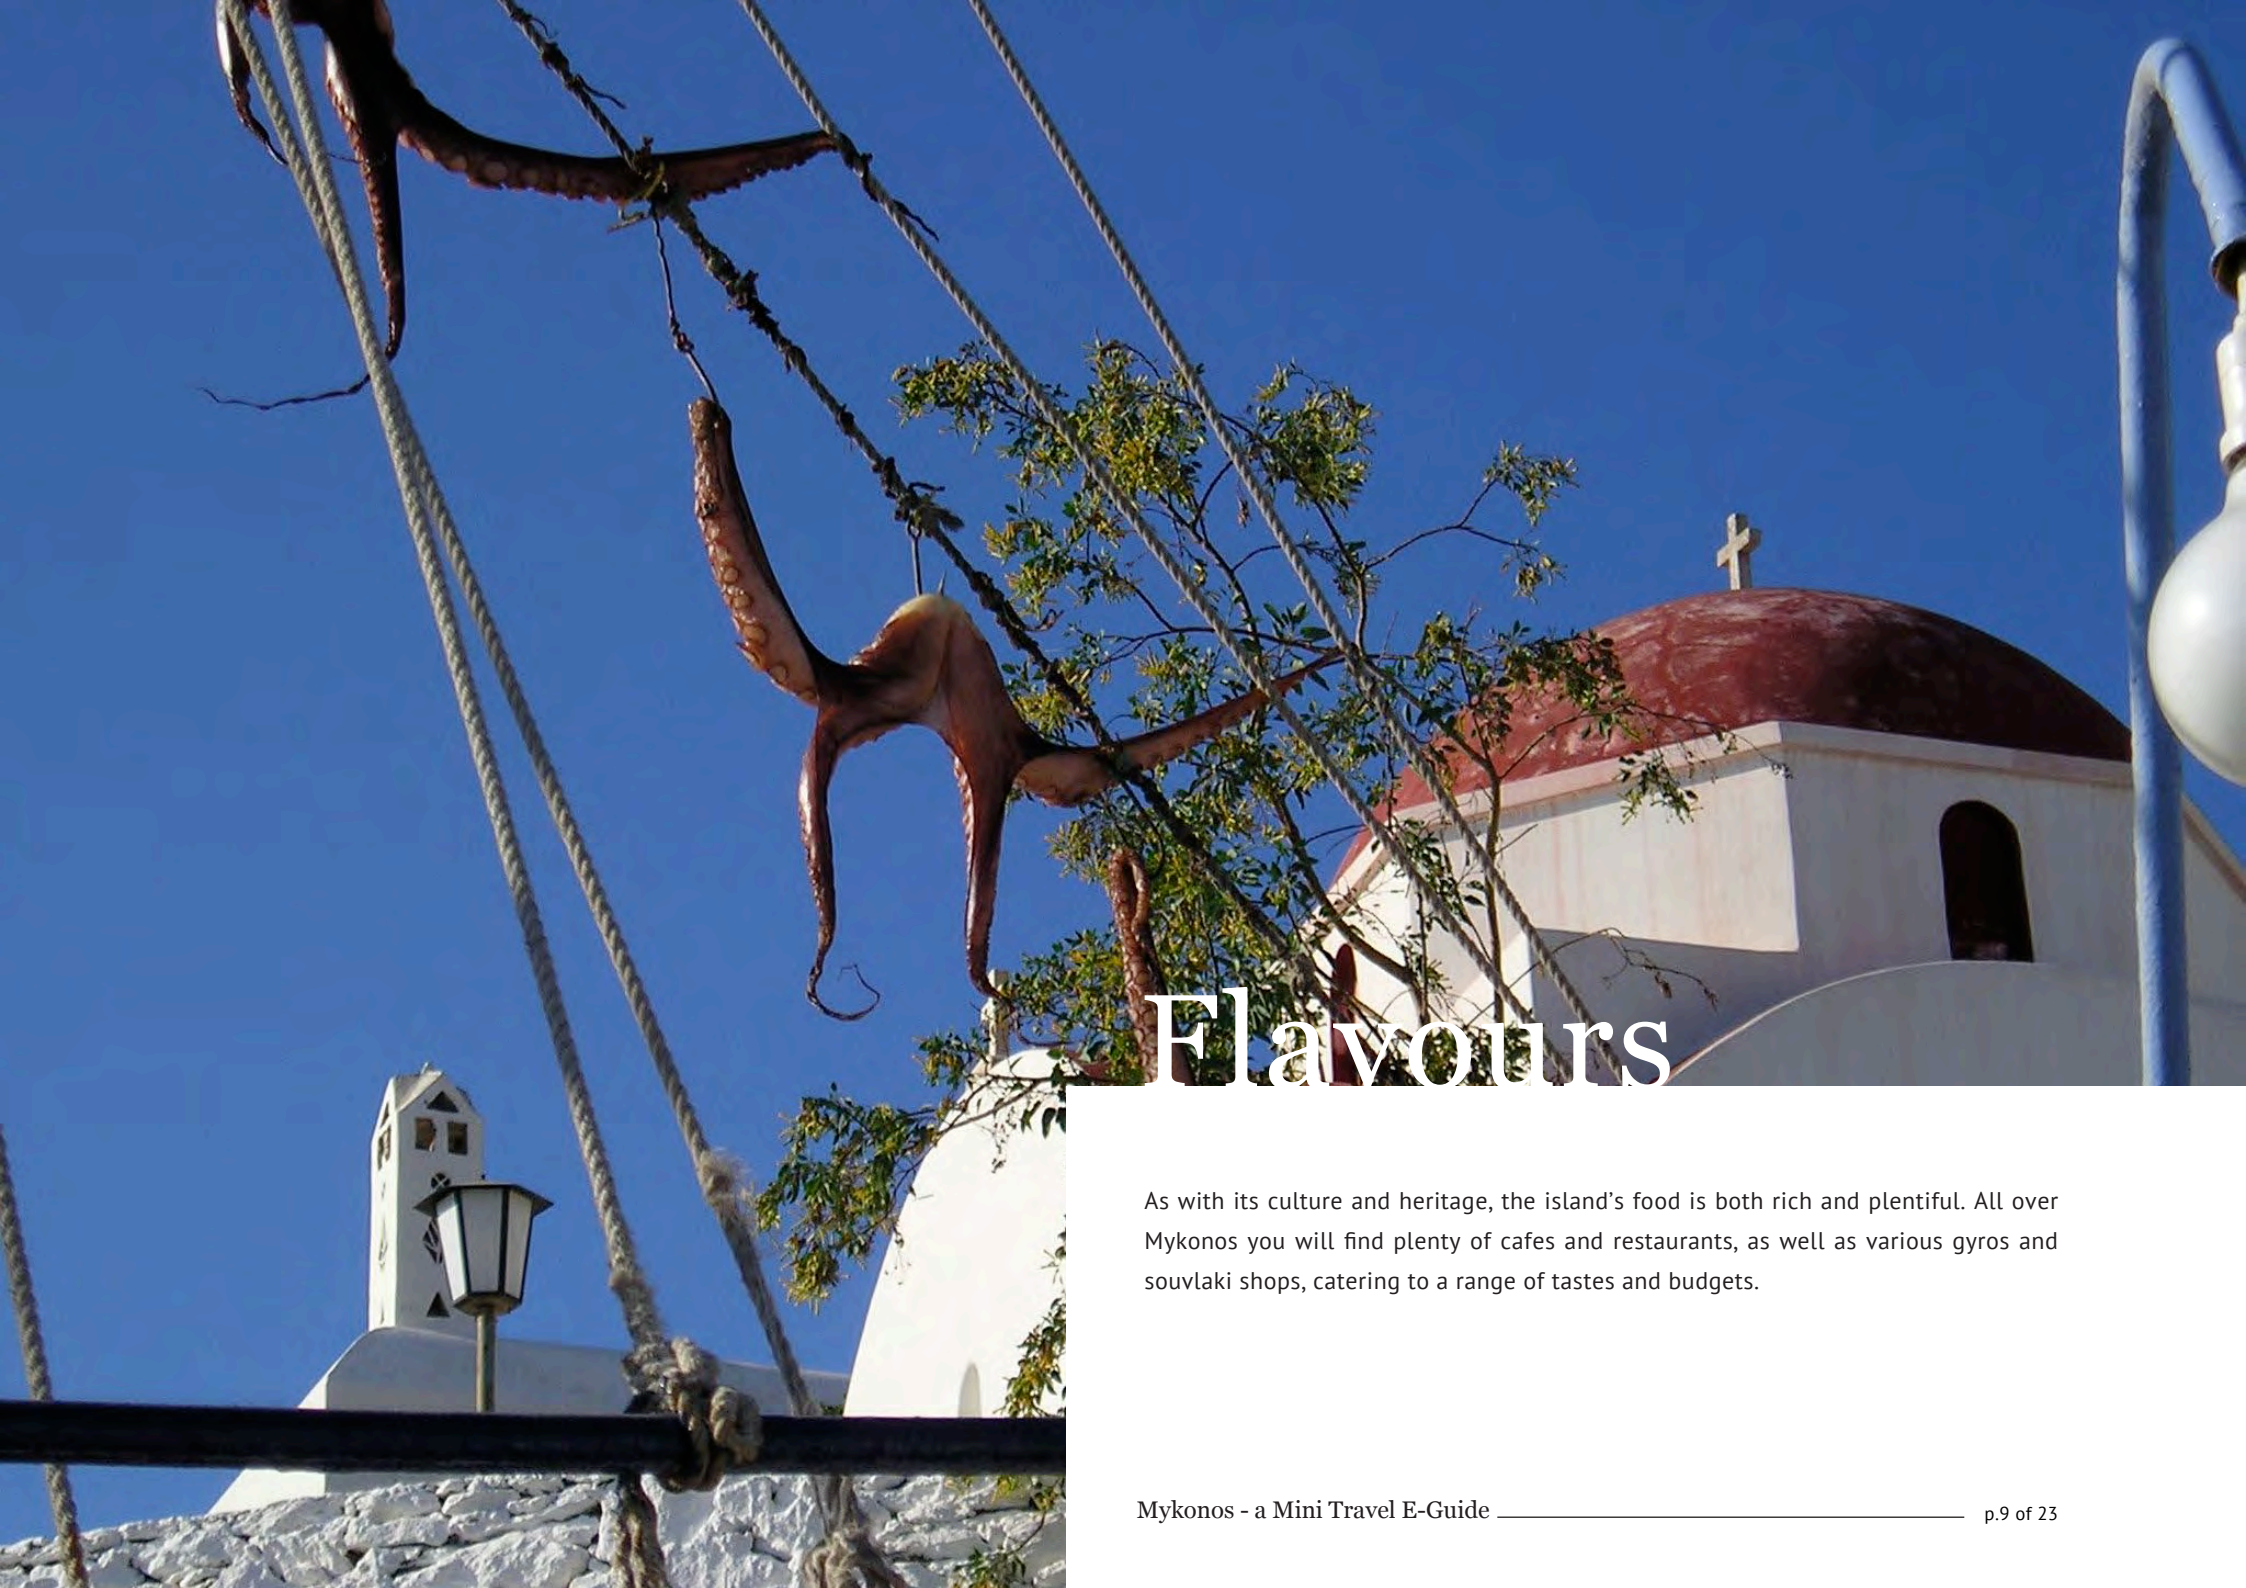 Flavours
As with its culture and heritage, the island’s food is both rich and plentiful. All over
Mykonos you will find plenty of cafes and restaurants, as well as various gyros and
souvlaki shops, catering to a range of tastes and budgets.
Mykonos - a Mini Travel E-Guide
p.9 of 23